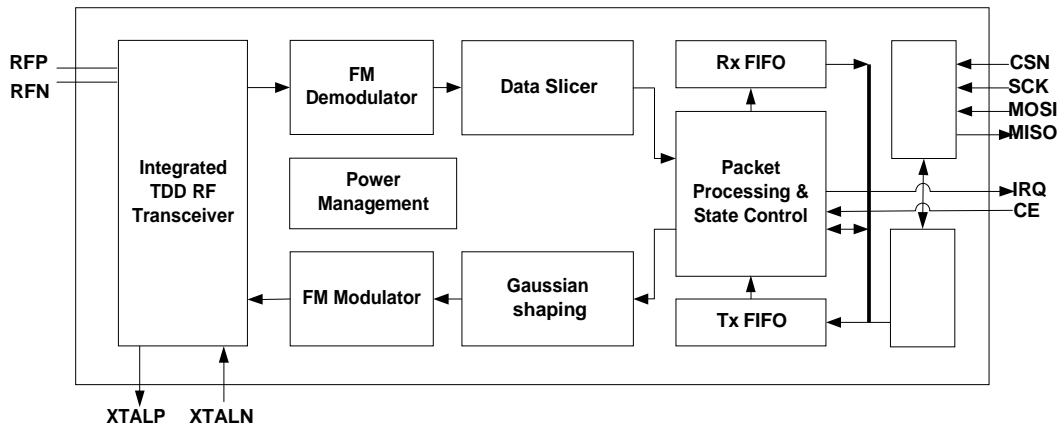 RFP
RFN
Integrated
TDD RF
Transceiver
FM
Demodulator
Data Slicer
Power
Management
FM Modulator
Gaussian
shaping
Rx FIFO
Packet
Processing &
State Control
Tx FIFO
CSN
SCK
MOSI
MISO
IRQ
CE
XTALP
XTALN